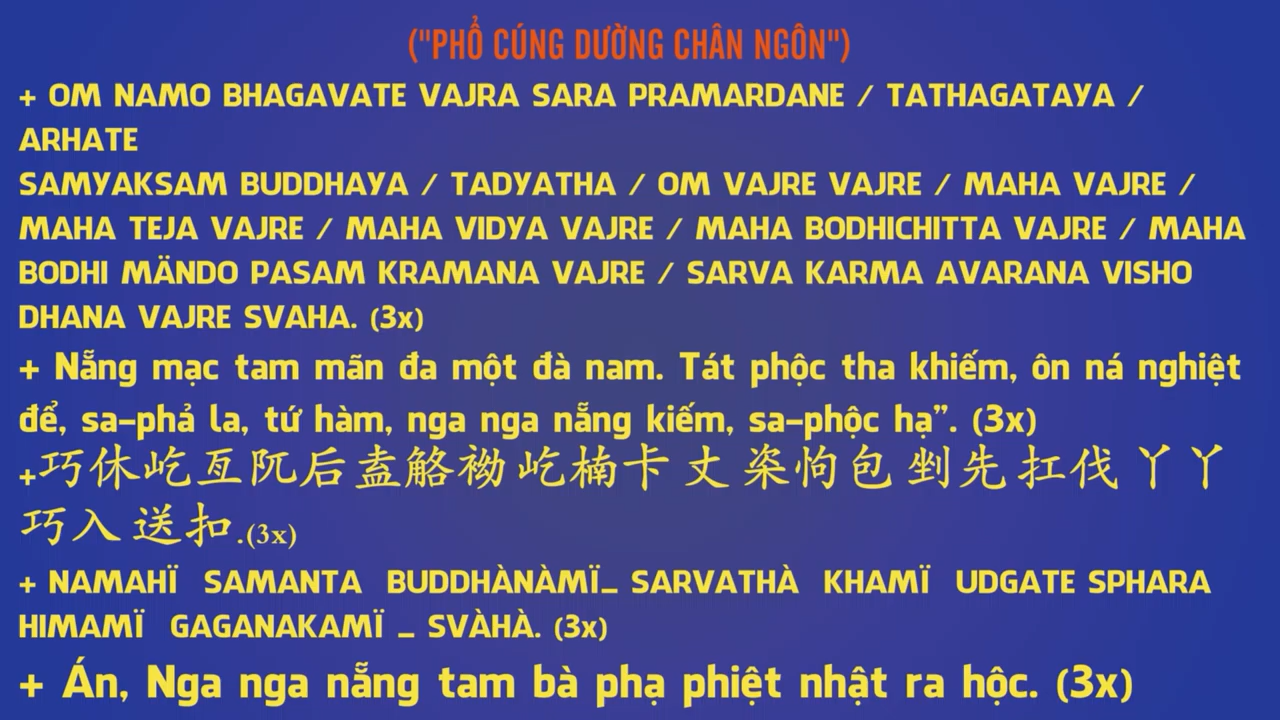 ("PHỔ CÚNG DƯỜNG CHÂN NGÔN")
+ OM NAMO BHAGAVATE VAJRA SARA PRAMARDANE / TATHAGATAYA /
ARHATE
SAMYAKSAM BUDDHAYA / TADYATHA / OM VAJRE VAJRE / MAHA VAJRE /
MAHA TEJA VAJRE / MAHA VIDYA VAJRE / MAHA BODHICHITTA VAJRE / MAHA
BODHI MÄNDO PASAM KRAMANA VAJRE / SARVA KARMA AVARANA VISHO
DHANA VAJRE SVAHA. (3x)
+ Nẵng mạc tam mãn đa một đà nam. Tát phộc tha khiếm, ôn ná nghiệt
để, sa-phả la, tứ hàm, nga nga nẵng kiếm, sa-phộc hạ”. (3x)
+巧休屹亙阢后盍觡袎屹楠卡丈楶怐包剉先扛伐丫丫
巧入送扣.(3x)
+ NAMAHÏ SAMANTA BUDDHÀNÀMÏ_ SARVATHÀ KHAMÏ UDGATE SPHARA
HIMAMÏ GAGANAKAMÏ _ SVÀHÀ. (3x)
+ Án, Nga nga nẵng tam bà phạ phiệt nhật ra hộc. (3x)